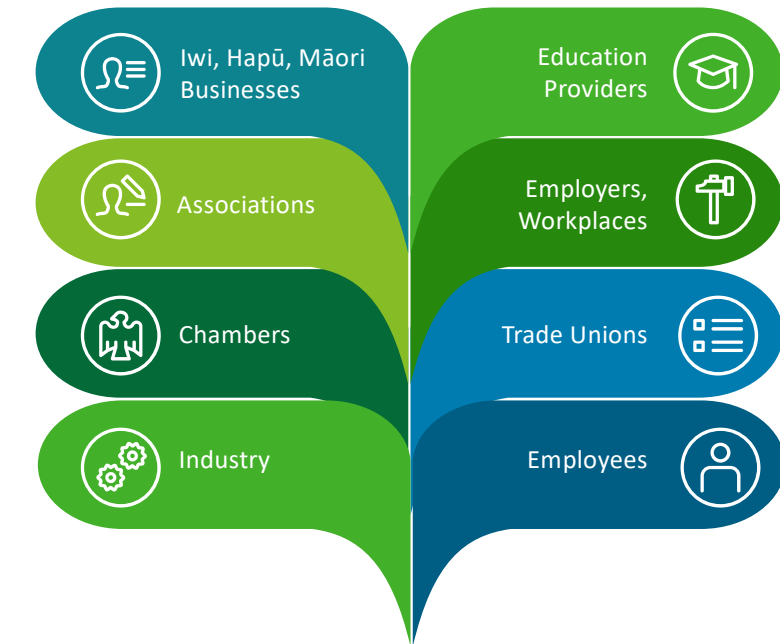 Iwi, Hapū, Māori
Businesses
Education
Providers
Associations
Employers,
Workplaces
Chambers
Trade Unions
Industry
Employees